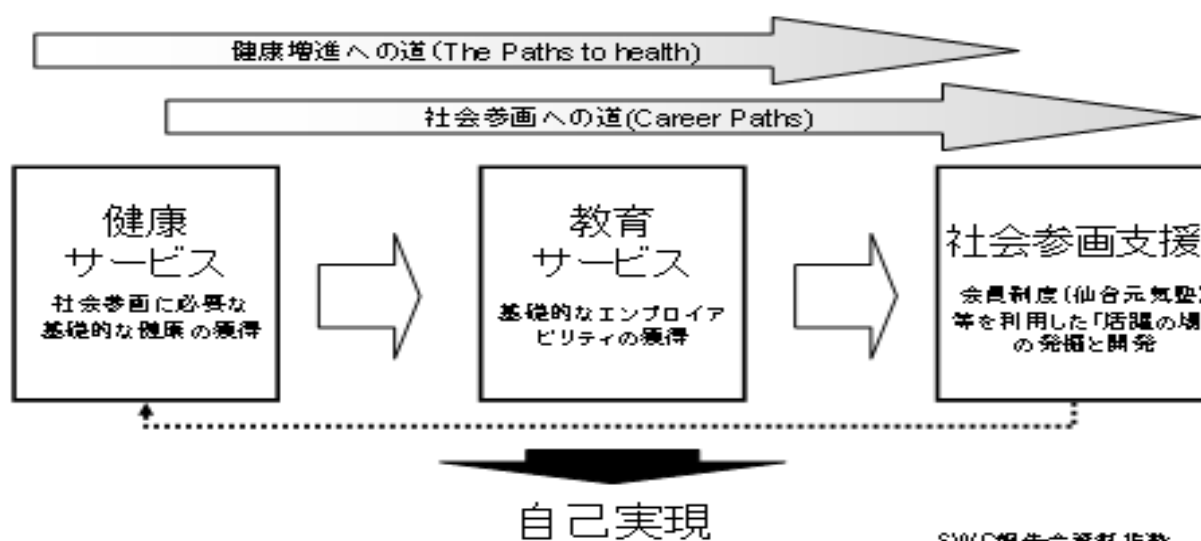 健康増進への道(The Paths to health)
社会参画への道(Career Paths)
健康
サービス
社会参画に必要な
基礎的な健康の獲得
教育
サービス
基礎的なエンプロイア
ビリティの獲得
社会参画支援
会員制度(仙台元気塾)
等を利用した「活躍の場
の発掘と開発
自己実現